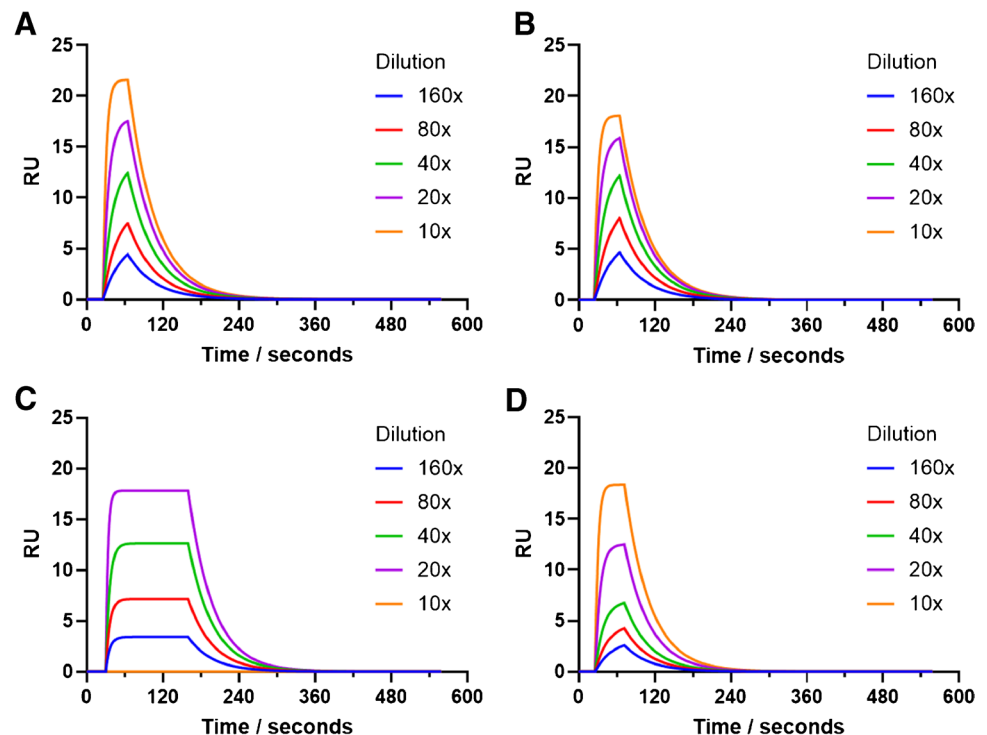 A
25
20
15
10
5
0
RU
0 120 240 360 480 600
Time / seconds
Dilution
160x
80x
40x
20x
10x
B
25
20
15
10
5
0
RU
0 120 240 360 480 600
Time / seconds
Dilution
160x
80x
40x
20x
10x
C
25
20
15
10
5
0
RU
0 120 240 360 480 600
Time / seconds
Dilution
160x
80x
40x
20x
10x
D
25
20
15
10
5
0
RU
0 120 240 360 480 600
Time / seconds
Dilution
160x
80x
40x
20x
10x